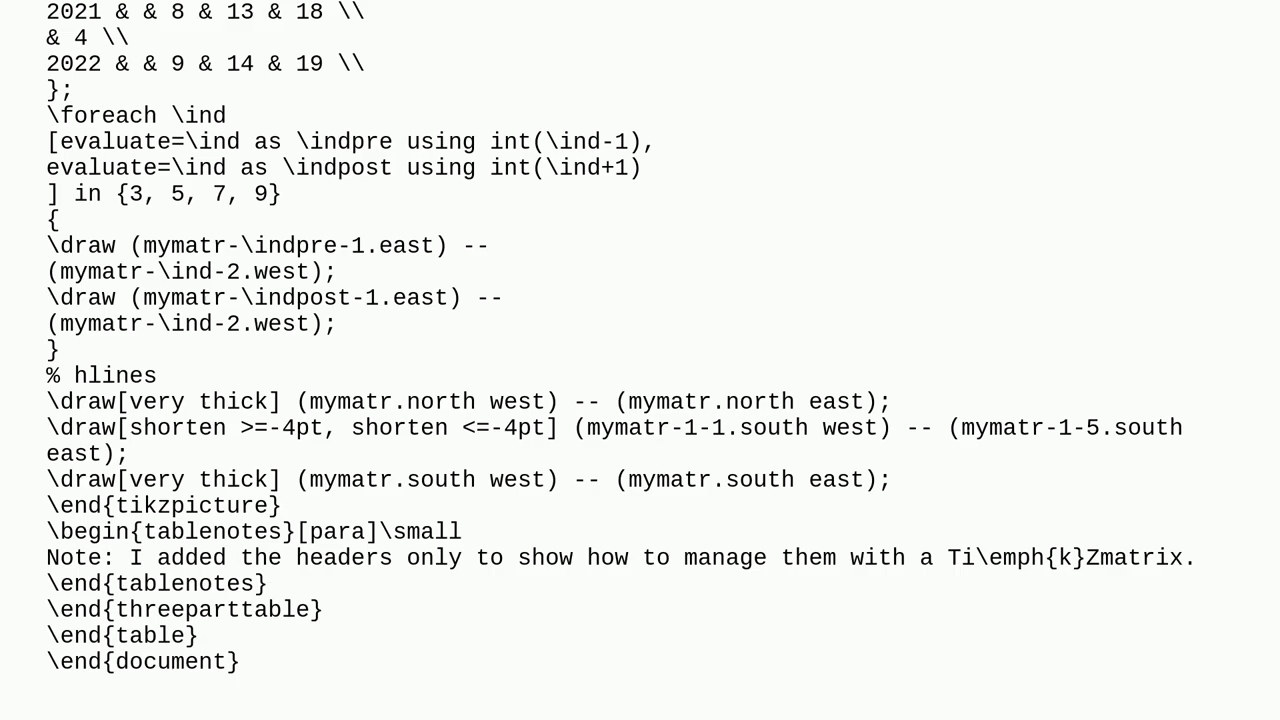 2021 & & 8 & 13 & 18 \\
& 4 \\
2022 & & 9 & 14 & 19 \\
};
\foreach \ind
[evaluate=\ind as \indpre using int(\ind-1),
evaluate=\ind as \indpost using int(\ind+1)
] in {3, 5, 7, 9}
{
\draw (mymatr-\indpre-1.east) --
(mymatr-\ind-2.west);
\draw (mymatr-\indpost-1.east) --
(mymatr-\ind-2.west);
}
% hlines
\draw[very thick] (mymatr.north west) -- (mymatr.north east);
\draw[shorten >=-4pt, shorten <=-4pt] (mymatr-1-1.south west) -- (mymatr-1-5.south
east);
\draw[very thick] (mymatr.south west) -- (mymatr.south east);
\end{tikzpicture}
\begin{tablenotes}[para]\small
Note: I added the headers only to show how to manage them with a Ti\emph{k}Zmatrix.
\end{tablenotes}
\end{threeparttable}
\end{table}
\end{document}